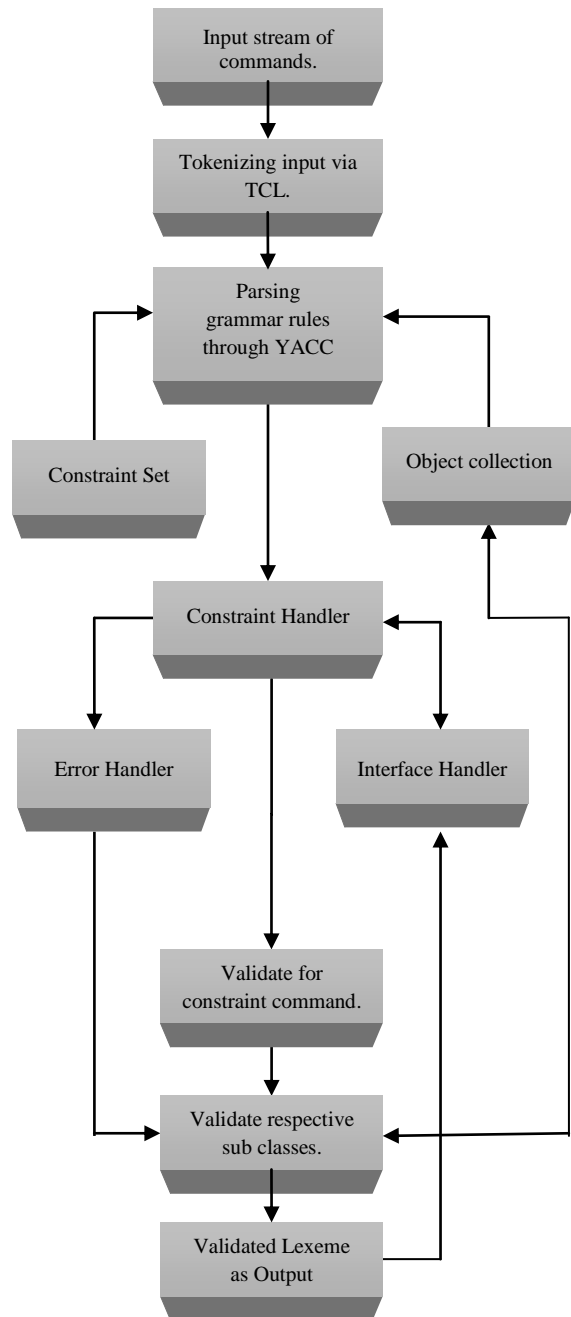 Input stream of
commands.
Tokenizing input via
TCL.
Parsing
grammar rules
through YACC
Constraint Set
Object collection
Constraint Handler
Error Handler
Interface Handler
Validate for
constraint command.
Validate respective
sub classes.
Validated Lexeme
as Output